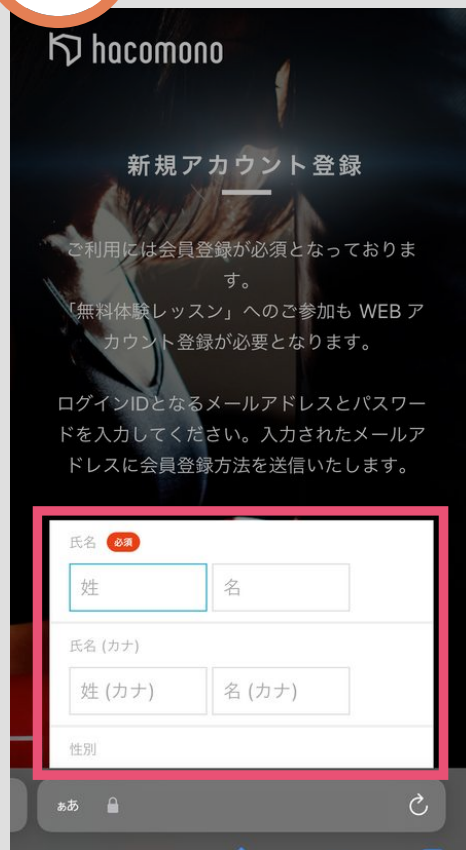 hacomono
新規アカウント登録
ご利用には会員登録が必須となっておりま
す。
「無料体験レッスン」へのご参加も WEB ア
カウント登録が必要となります。
ログインIDとなるメールアドレスとパスワー
ドを入力してください。入力されたメールア
ドレスに会員登録方法を送信いたします。
氏名 必須
姓 名
氏名 (カナ)
姓 (カナ) 名 (カナ)
性別
ぁあ